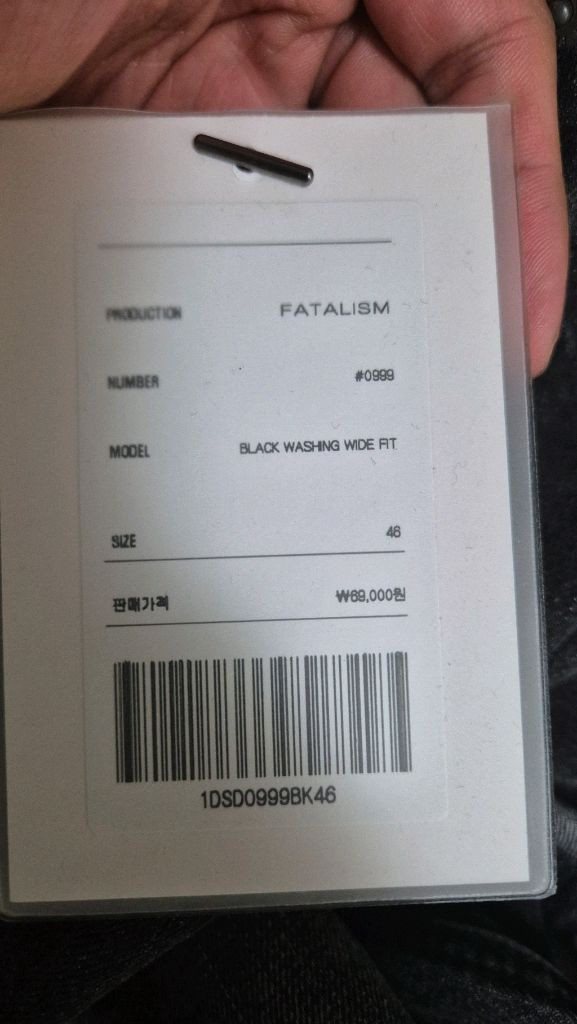 PRODUCTION FATALISM
NUMBER #0999
MODEL BLACK WASHING WIDE FIT
SIZE 46
판매가격 ₩69,000원
1DSD0999BK46